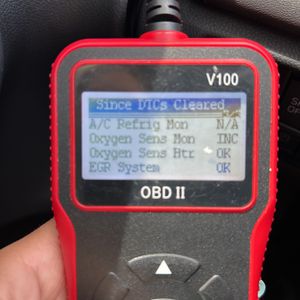 V100
Since DTCs Cleared
A/C Refrig Mon N/A
Oxygen Sens Mon INC
Oxygen Sens Htr OK
EGR System OK
OBD II